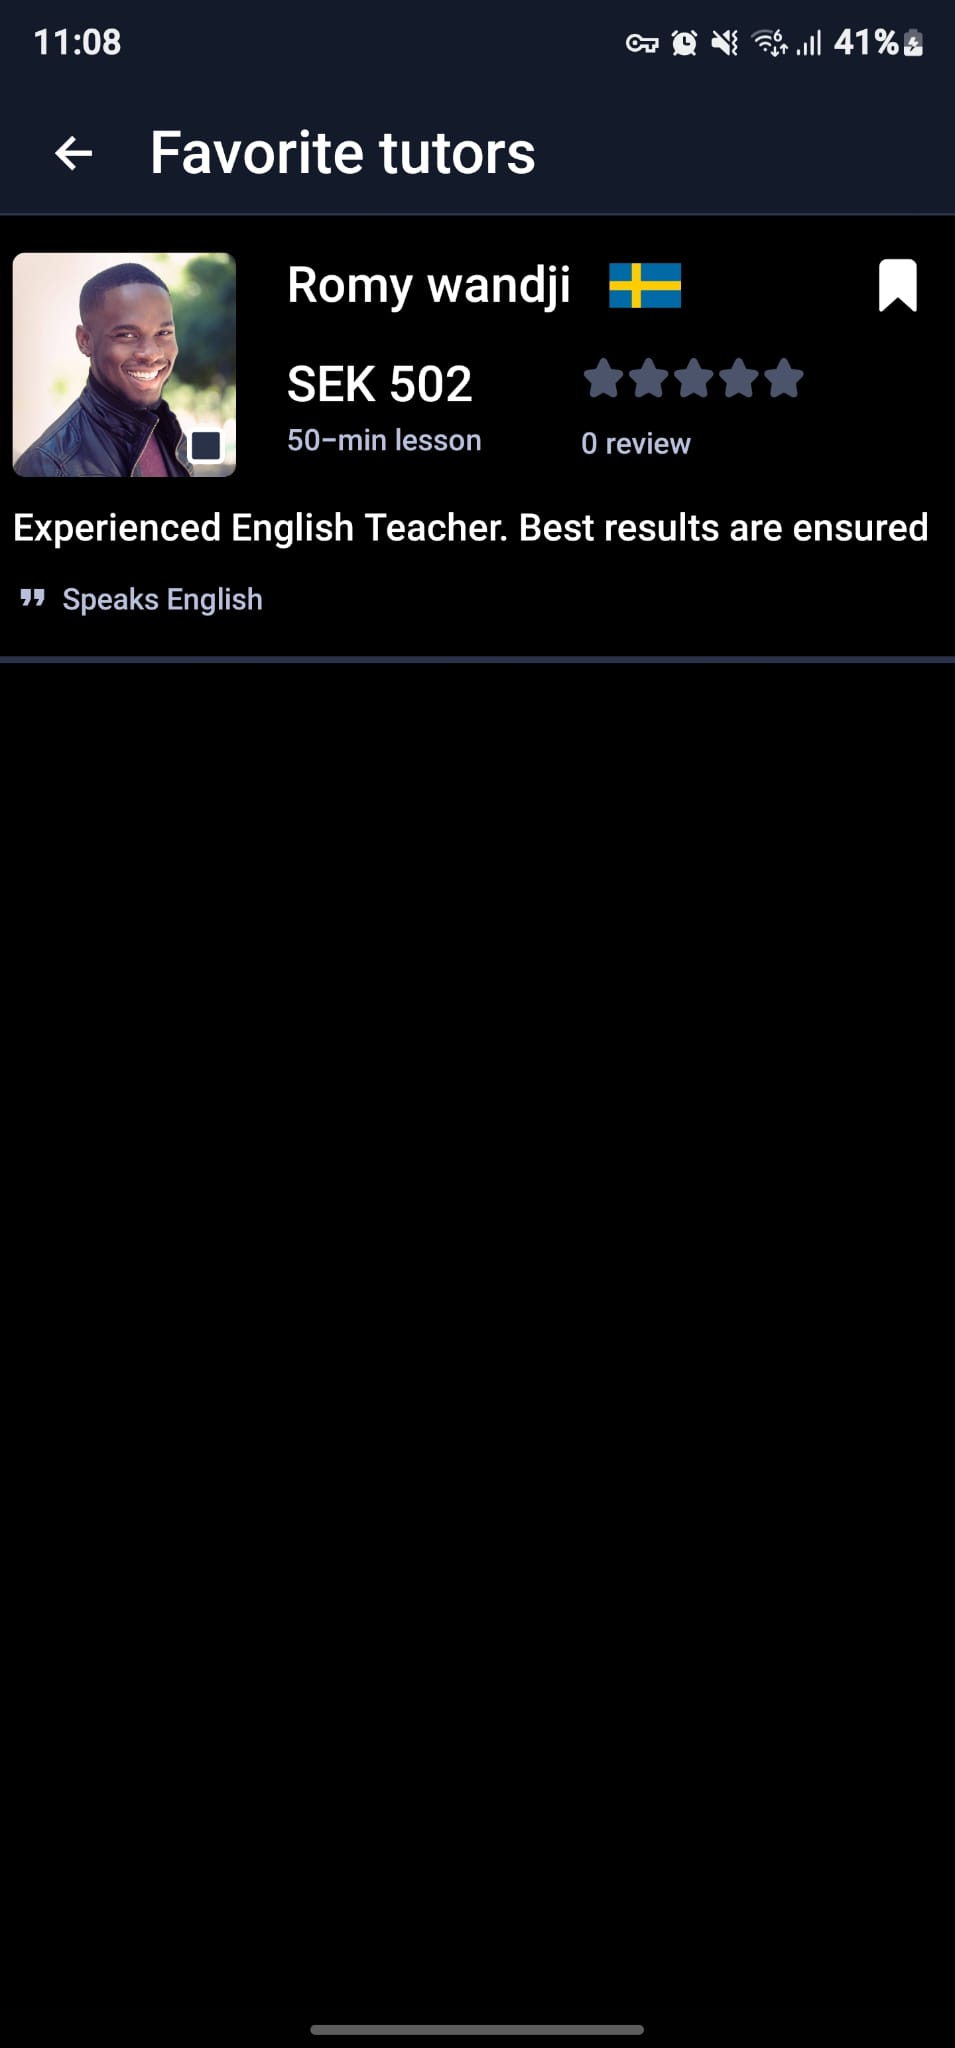 11:08
41%
Favorite tutors
Romy wandji
SEK 502
50-min lesson
0 review
Experienced English Teacher. Best results are ensured
Speaks English